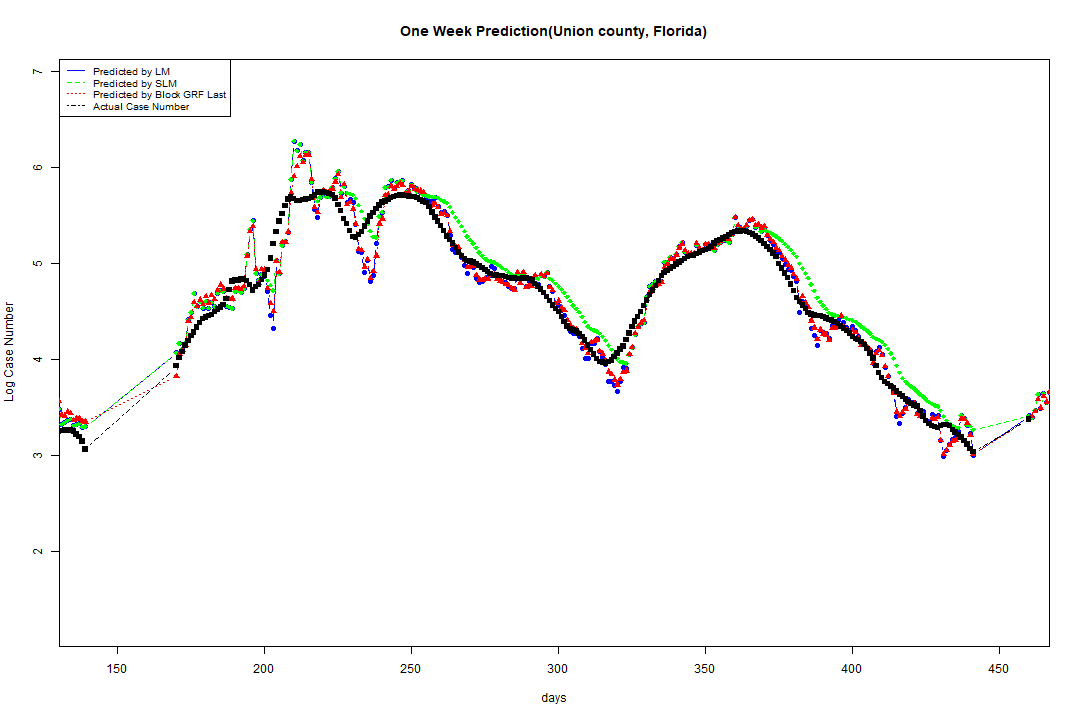 One Week Prediction(Union county, Florida)
Predicted by LM
Predicted by SLM
Predicted by Block GRF Last
Actual Case Number
7
6
5
4
3
2
Log Case Number
150 200 250 300 350 400 450
days